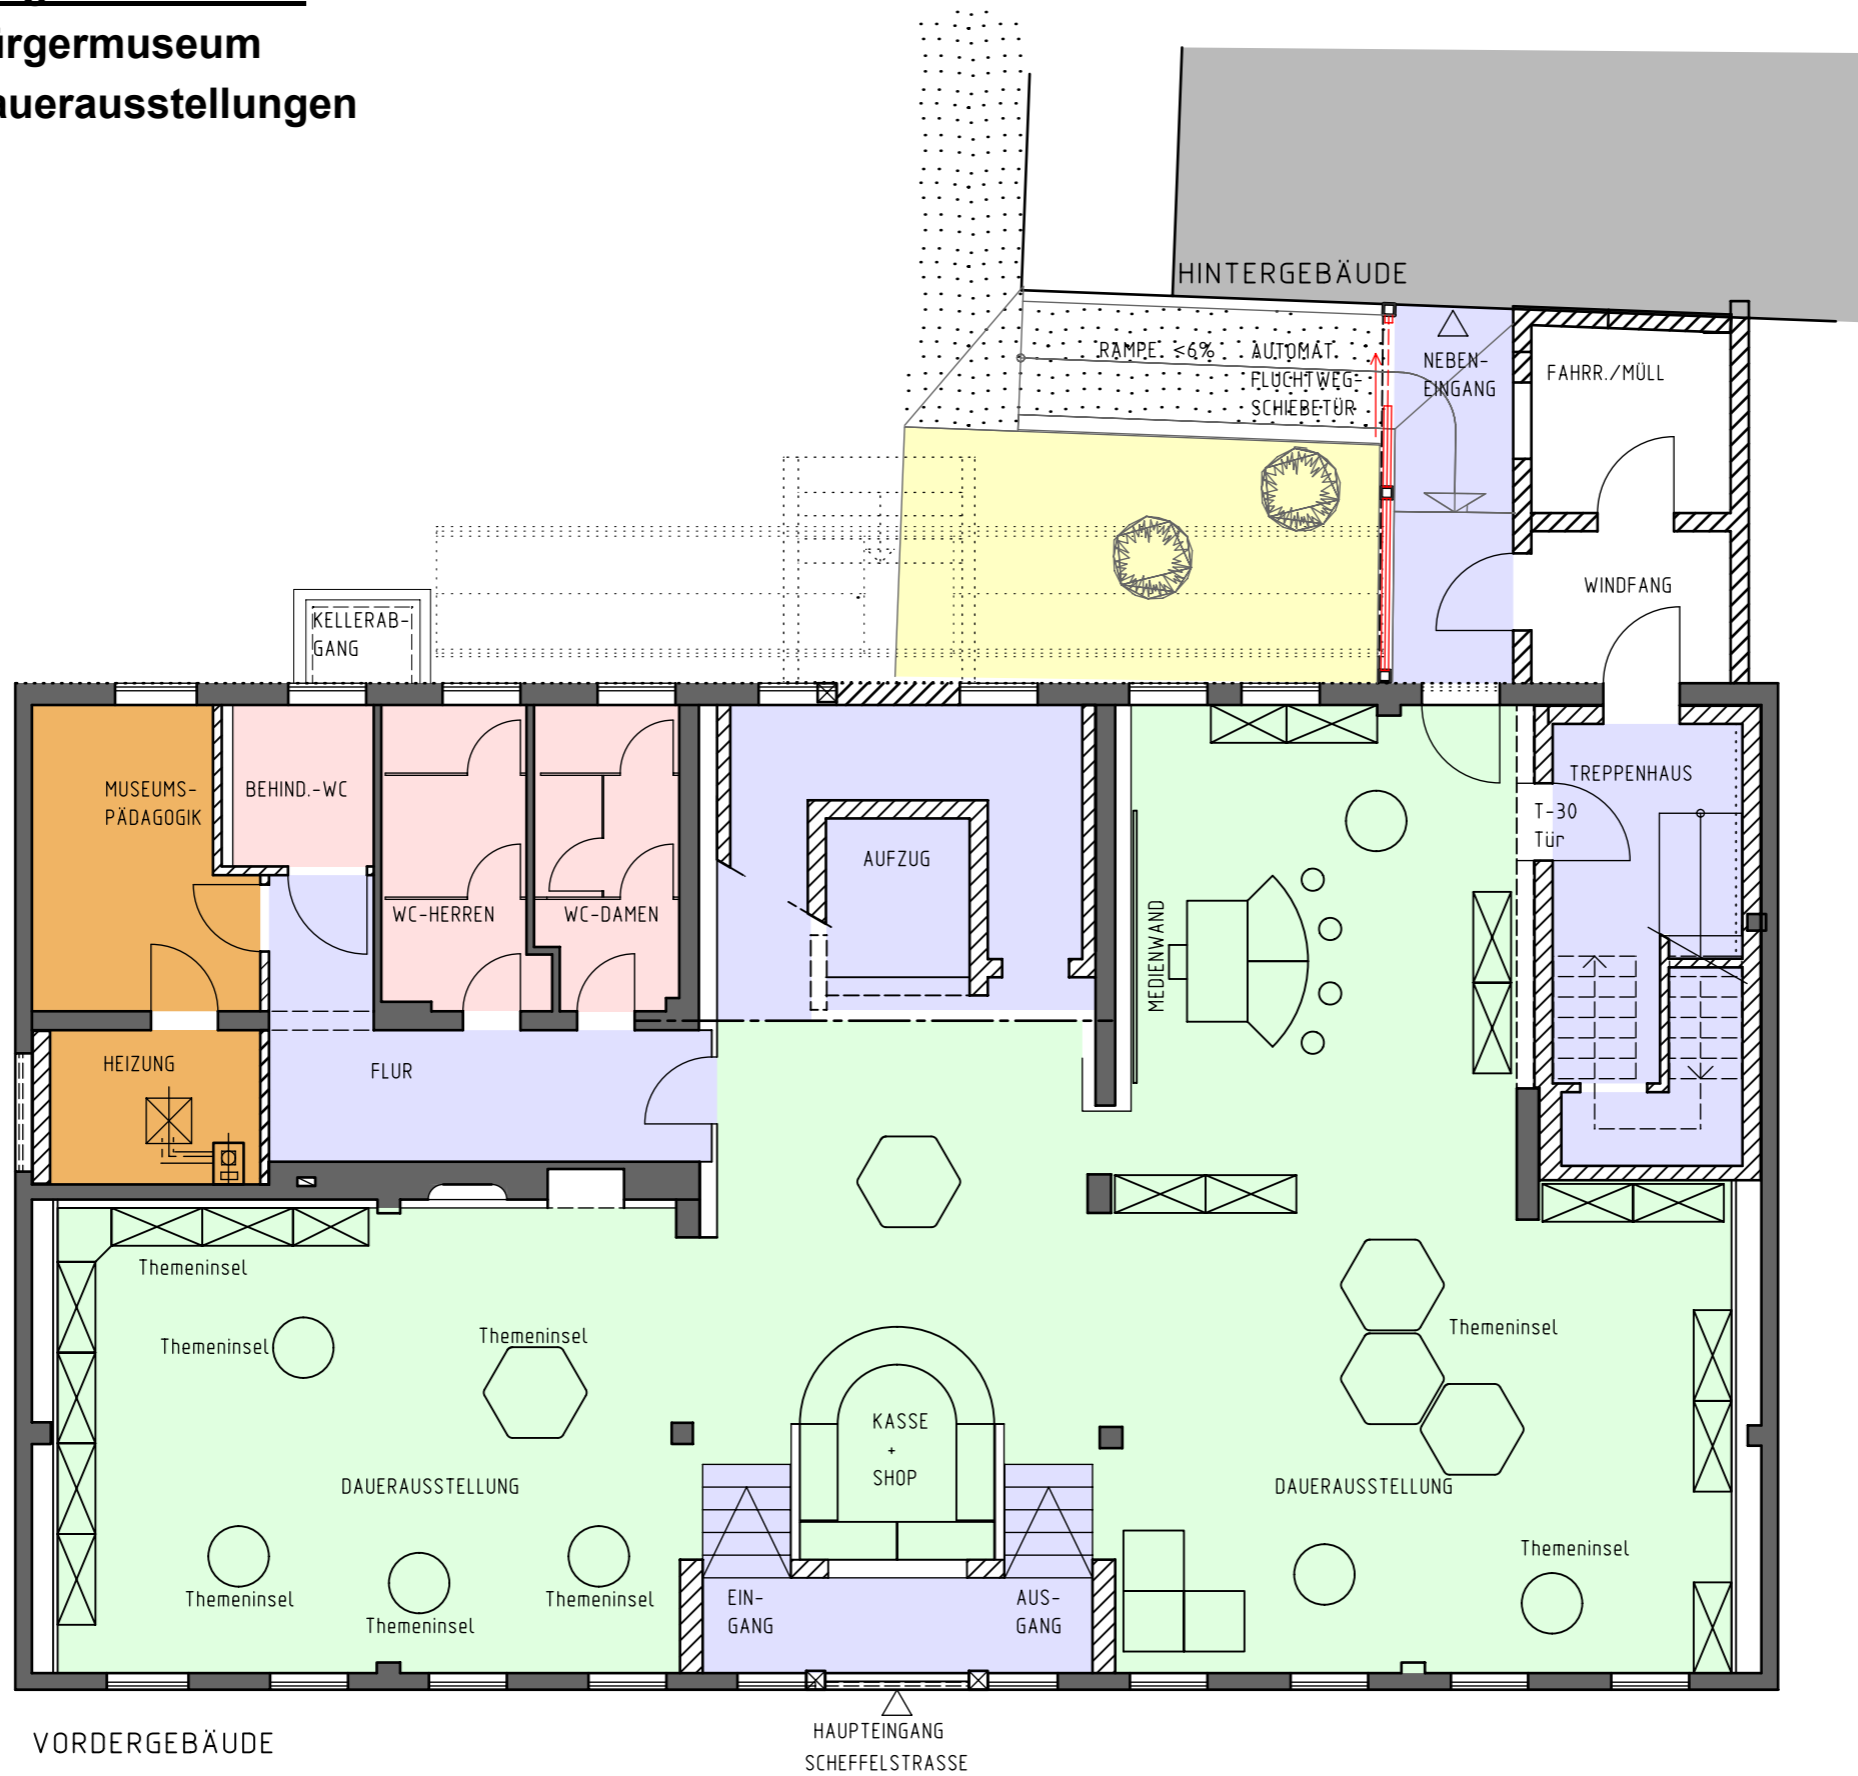 ürgermuseum
auerausstellungen
HINTERGEBÄUDE
RAMPE <6%
AUTOMAT.
FLUCHTWEG-
SCHIEBETÜR
NEBEN-
EINGANG
FAHRR./MÜLL
WINDFANG
KELLERAB-
GANG
MUSEUMS-
PÄDAGOGIK
BEHIND.-WC
WC-HERREN
WC-DAMEN
AUFZUG
MEDIENWAND
TREPPENHAUS
T-30
Tür
HEIZUNG
FLUR
Themeninsel
Themeninsel
Themeninsel
Themeninsel
KASSE
+
SHOP
DAUERAUSSTELLUNG
DAUERAUSSTELLUNG
Themeninsel
Themeninsel
Themeninsel
Themeninsel
EIN-
GANG
AUS-
GANG
VORDERGEBÄUDE
HAUPTEINGANG
SCHEFFELSTRASSE